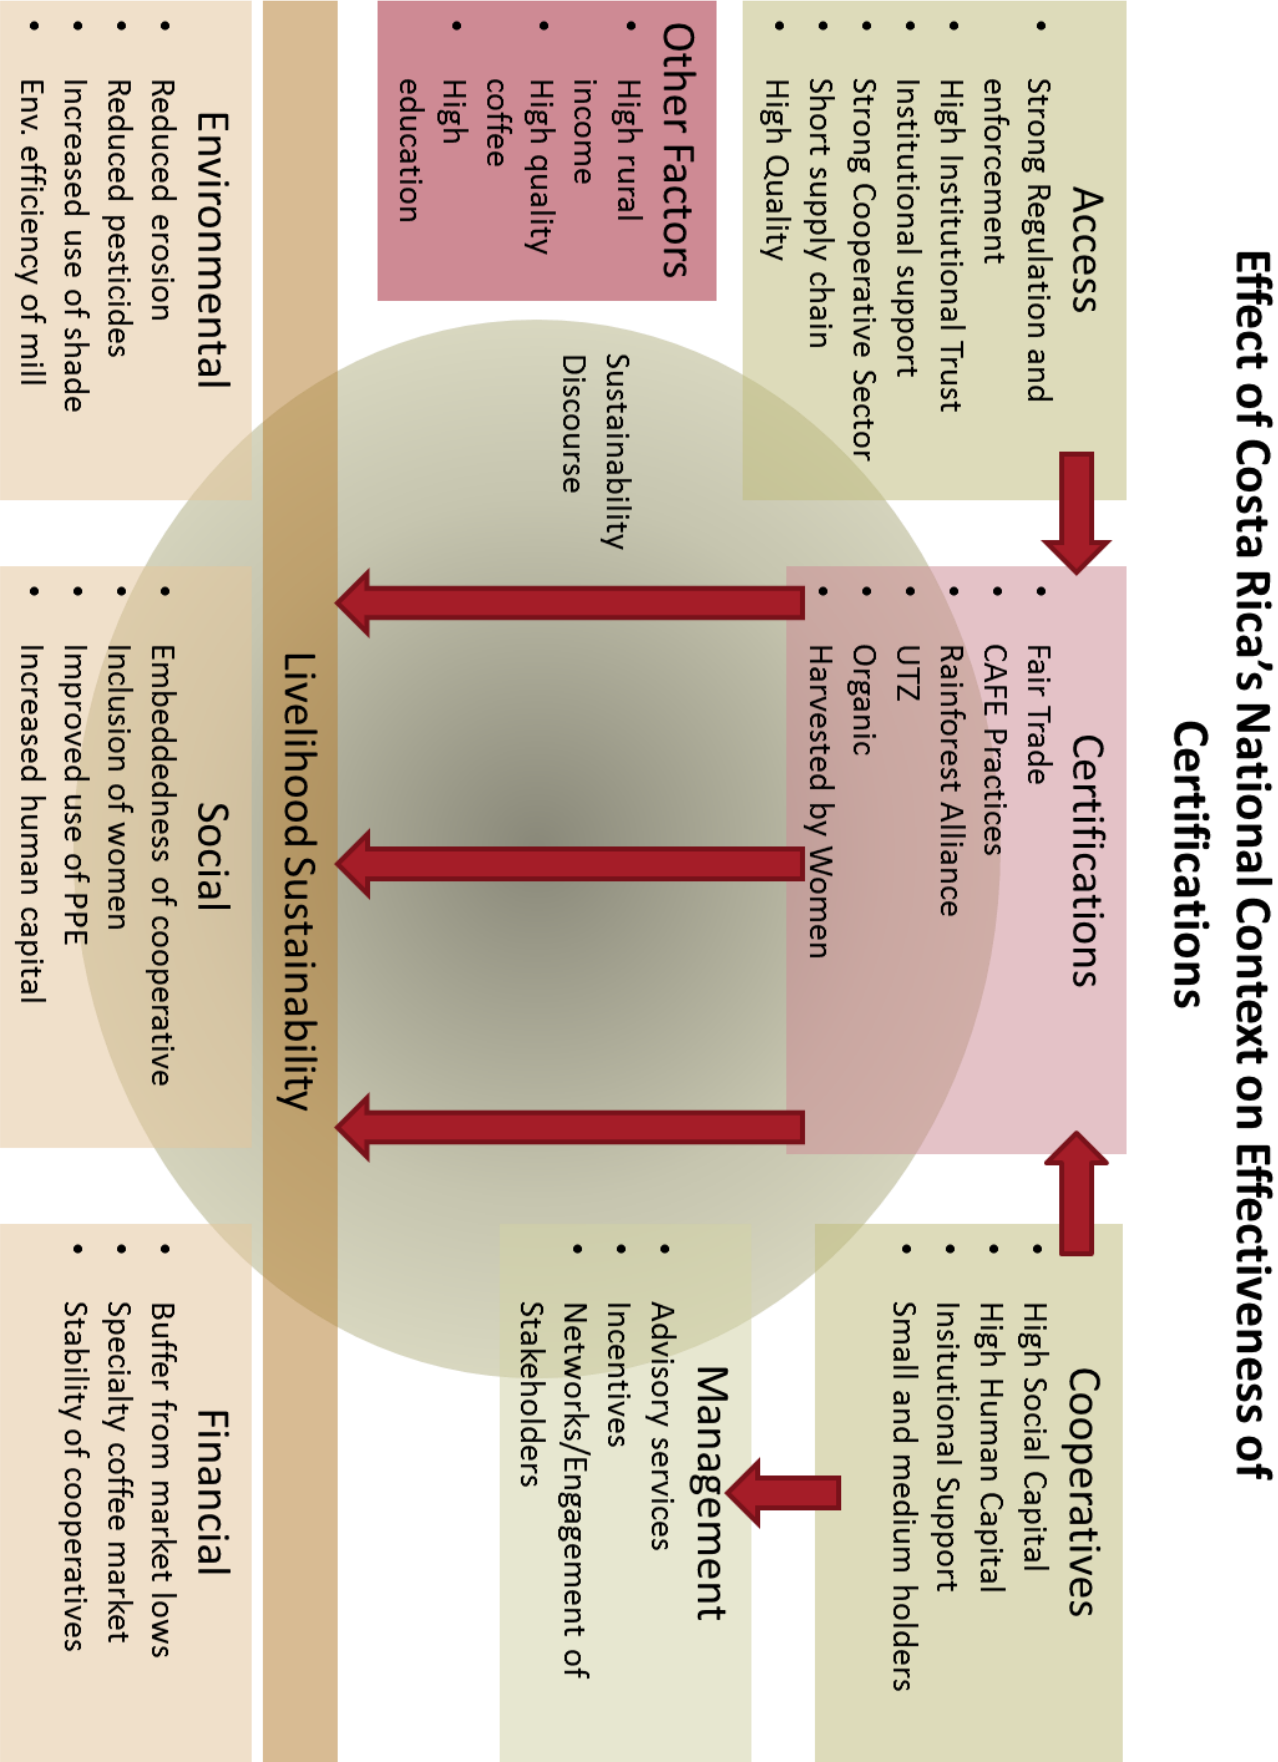 Effect of Costa Rica’s National Context on Effectiveness of
Certifications
Access
• Strong Regulation and
enforcement
• High Institutional Trust
• Institutional support
• Strong Cooperative Sector
• Short supply chain
• High Quality
Certifications
• Fair Trade
• CAFE Practices
• Rainforest Alliance
• UTZ
• Organic
• Harvested by Women
Cooperatives
• High Social Capital
• High Human Capital
• Insitutional Support
• Small and medium holders
Other Factors
• High rural
income
• High quality
coffee
• High
education
Sustainability
Discourse
Management
• Advisory services
• Incentives
• Networks/Engagement of
Stakeholders
Livelihood Sustainability
Environmental
• Reduced erosion
• Reduced pesticides
• Increased use of shade
• Env. efficiency of mill
Social
• Embeddedness of cooperative
• Inclusion of women
• Improved use of PPE
• Increased human capital
Financial
• Buffer from market lows
• Specialty coffee market
• Stability of cooperatives